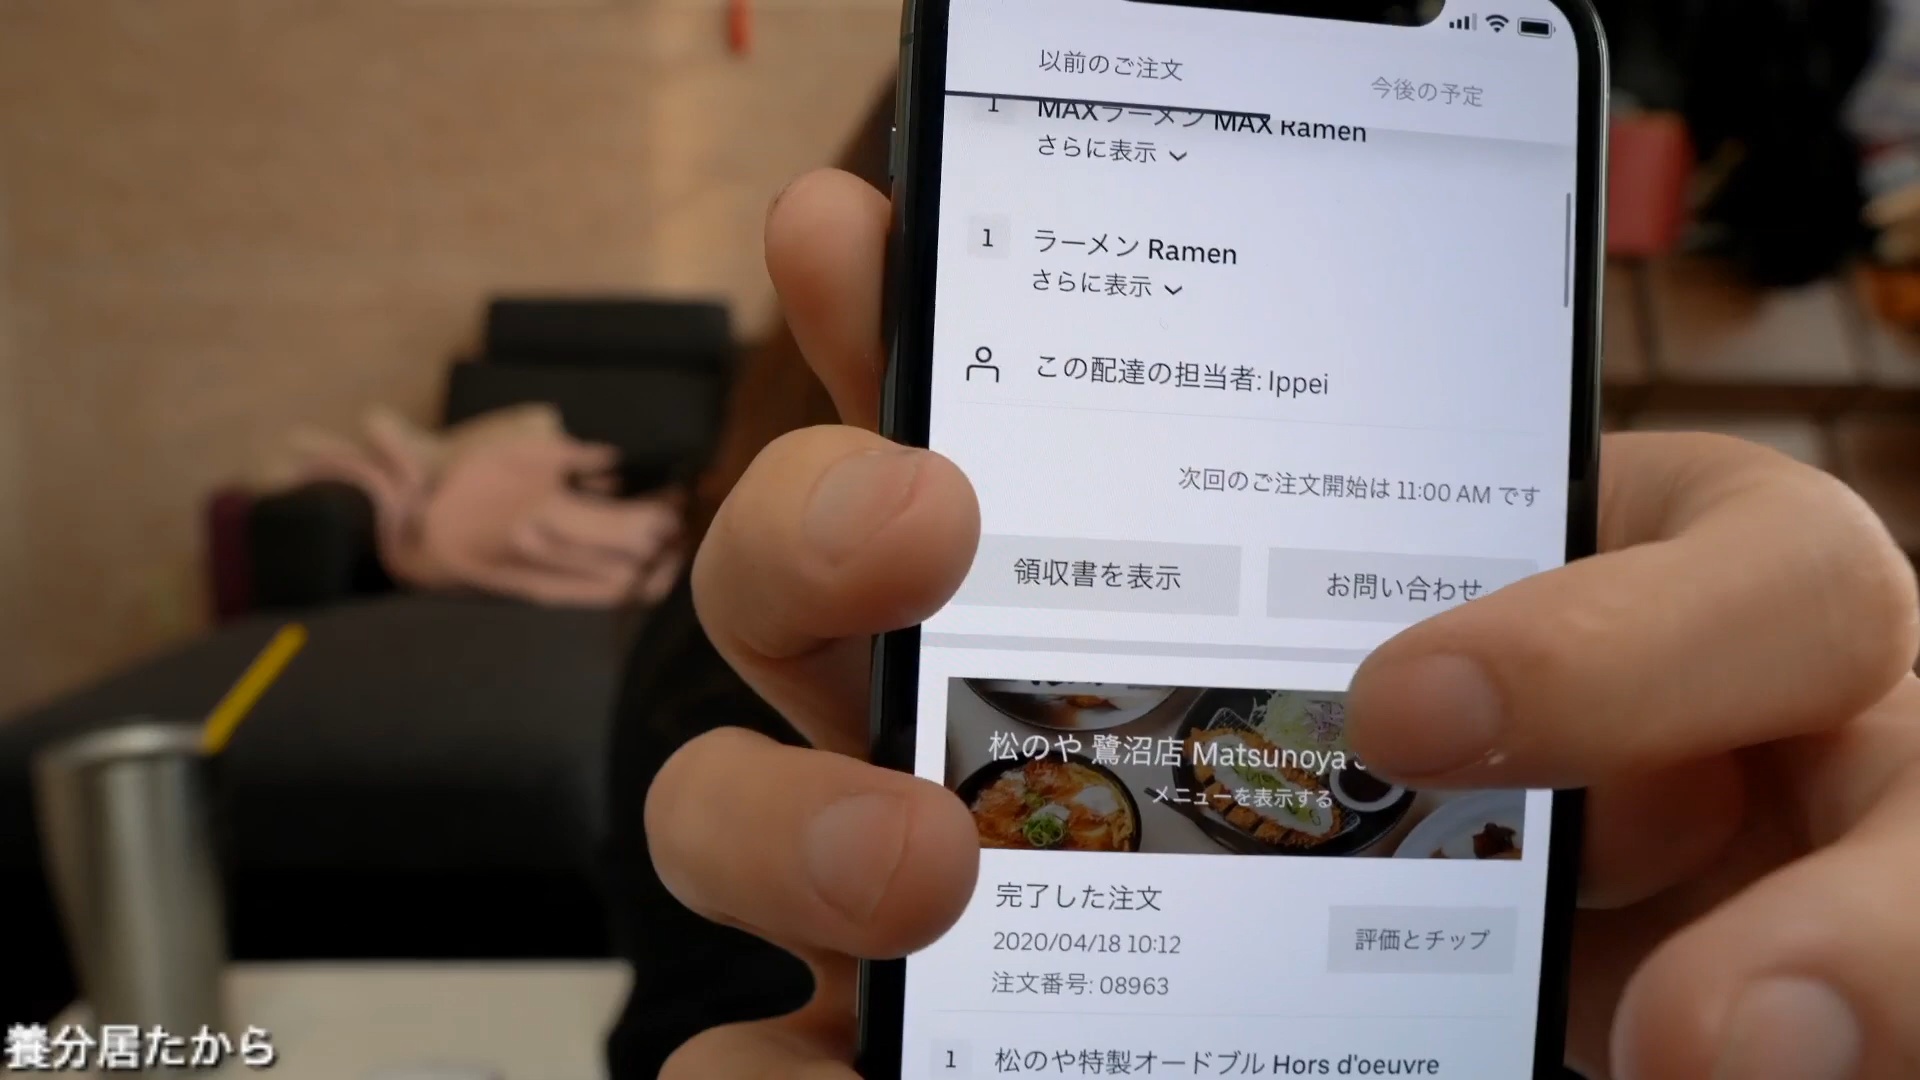 以前のご注文
今後の予定
1 MAXラーメン MAX Ramen
さらに表示
1 ラーメン Ramen
さらに表示
この配達の担当者: Ippei
次回のご注文開始は 11:00 AM です
領収書を表示
お問い合わせ
松のや 鷺沼店 Matsunoya
メニューを表示する
完了した注文
2020/04/18 10:12
評価とチップ
注文番号: 08963
1 松のや特製オードブル Hors d'oeuvre
養分居たから